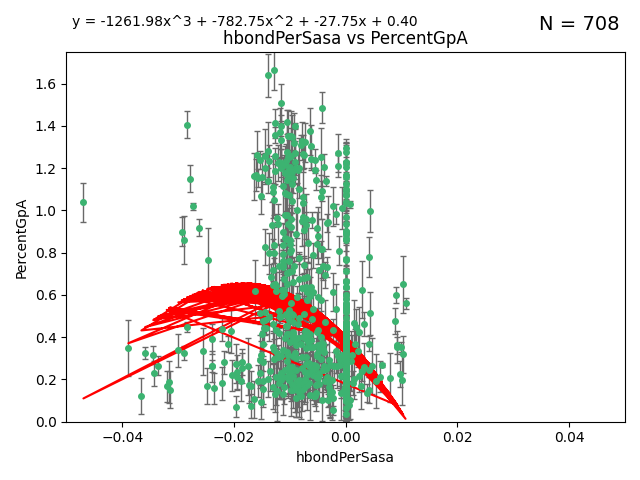 y = -1261.98x^3 + -782.75x^2 + -27.75x + 0.40
N = 708
hbondPerSasa vs PercentGpA
PercentGpA
1.6
1.4
1.2
1.0
0.8
0.6
0.4
0.2
0.0
−0.04 −0.02 0.00 0.02 0.04
hbondPerSasa